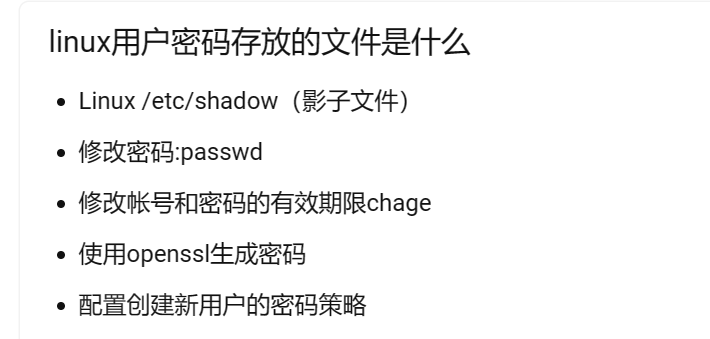 linux用户密码存放的文件是什么
Linux /etc/shadow（影子文件）
修改密码:passwd
修改帐号和密码的有效期限chage
使用openssl生成密码
配置创建新用户的密码策略